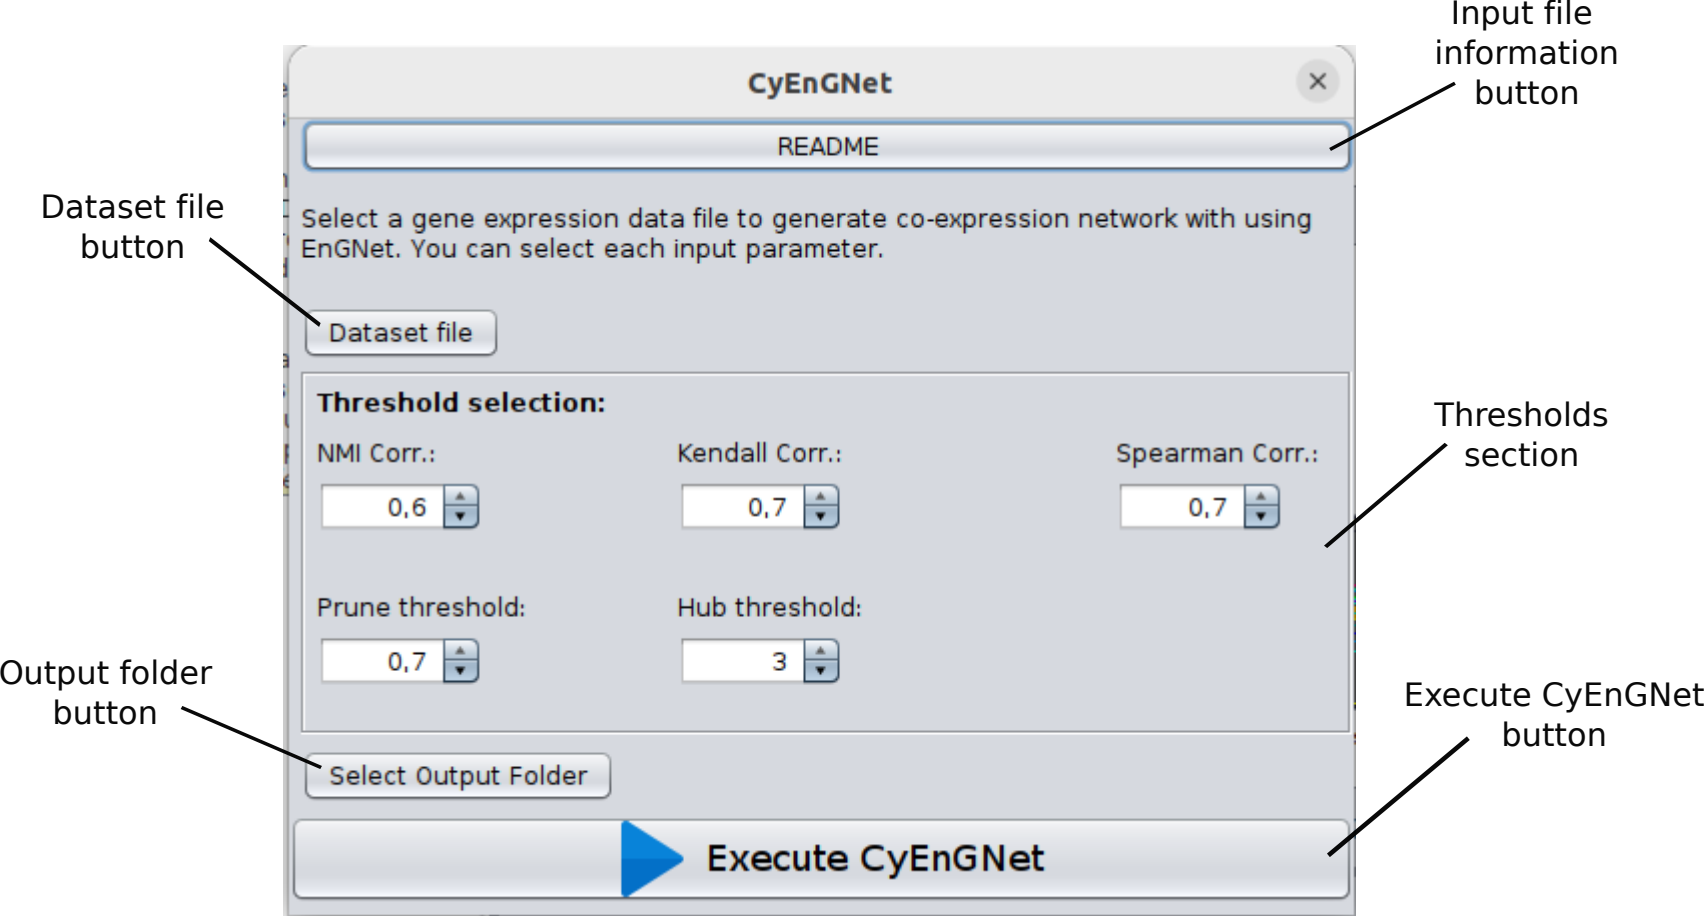 Input file
information
button
CyEnGNet
README
Dataset file
button
Select a gene expression data file to generate co-expression network with using
EnGNet. You can select each input parameter.
Dataset file
Threshold selection:
NMI Corr.: Kendall Corr.: Spearman Corr.:
0,6 0,7 0,7
Thresholds
section
Prune threshold: Hub threshold:
0,7 3
Output folder
button
Select Output Folder
Execute CyEnGNet
button
Execute CyEnGNet